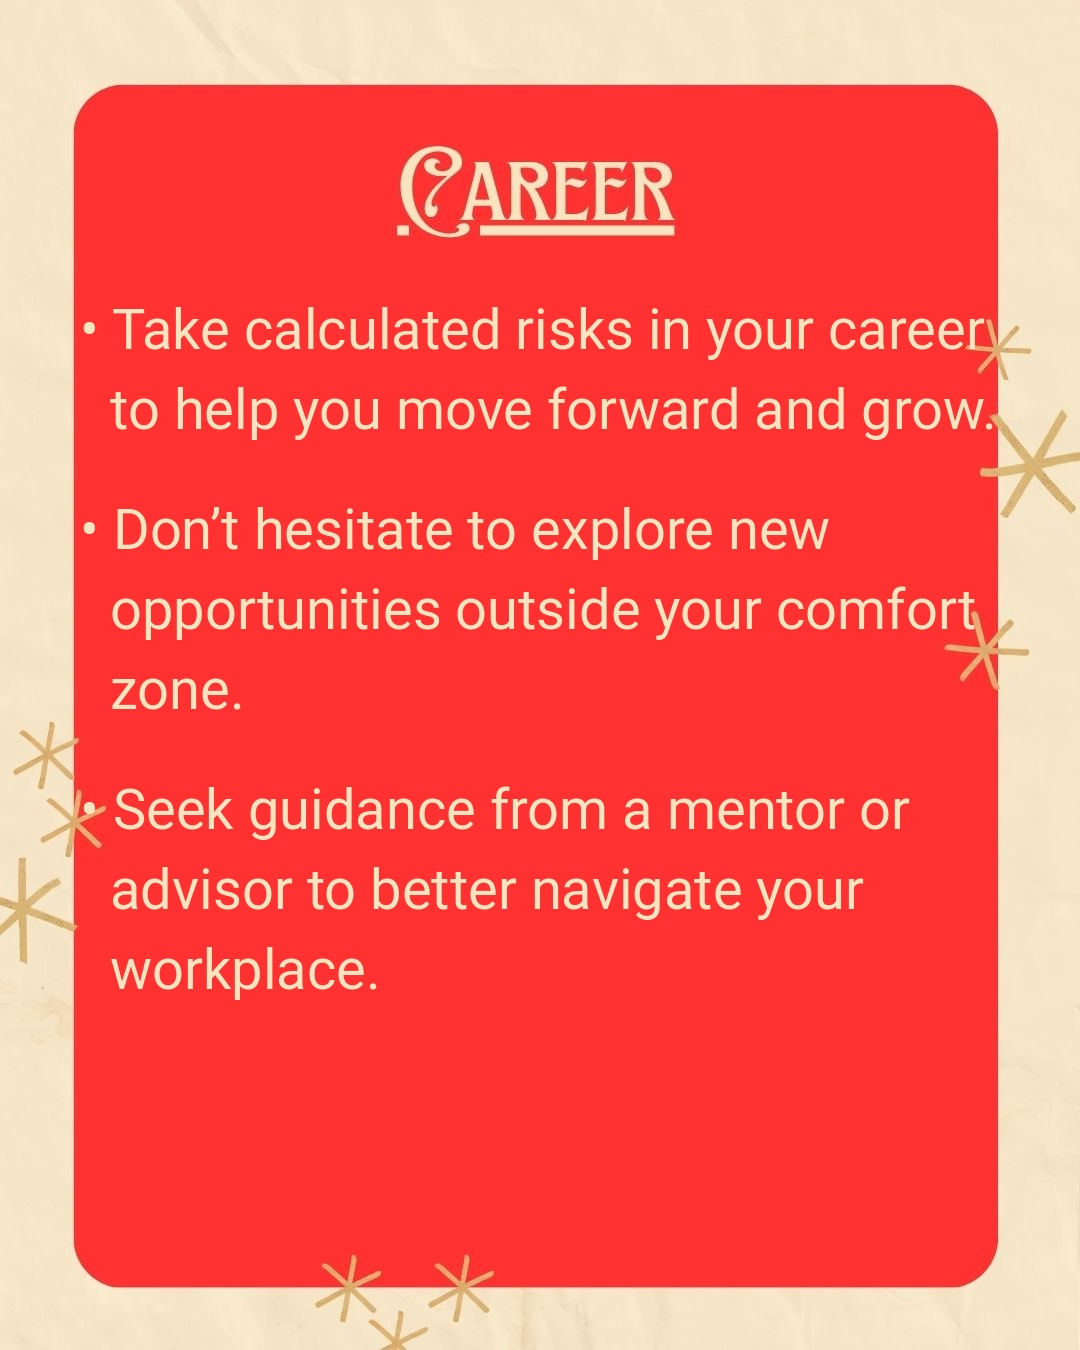 Career
• Take calculated risks in your career
to help you move forward and grow.
• Don’t hesitate to explore new
opportunities outside your comfort
zone.
• Seek guidance from a mentor or
advisor to better navigate your
workplace.